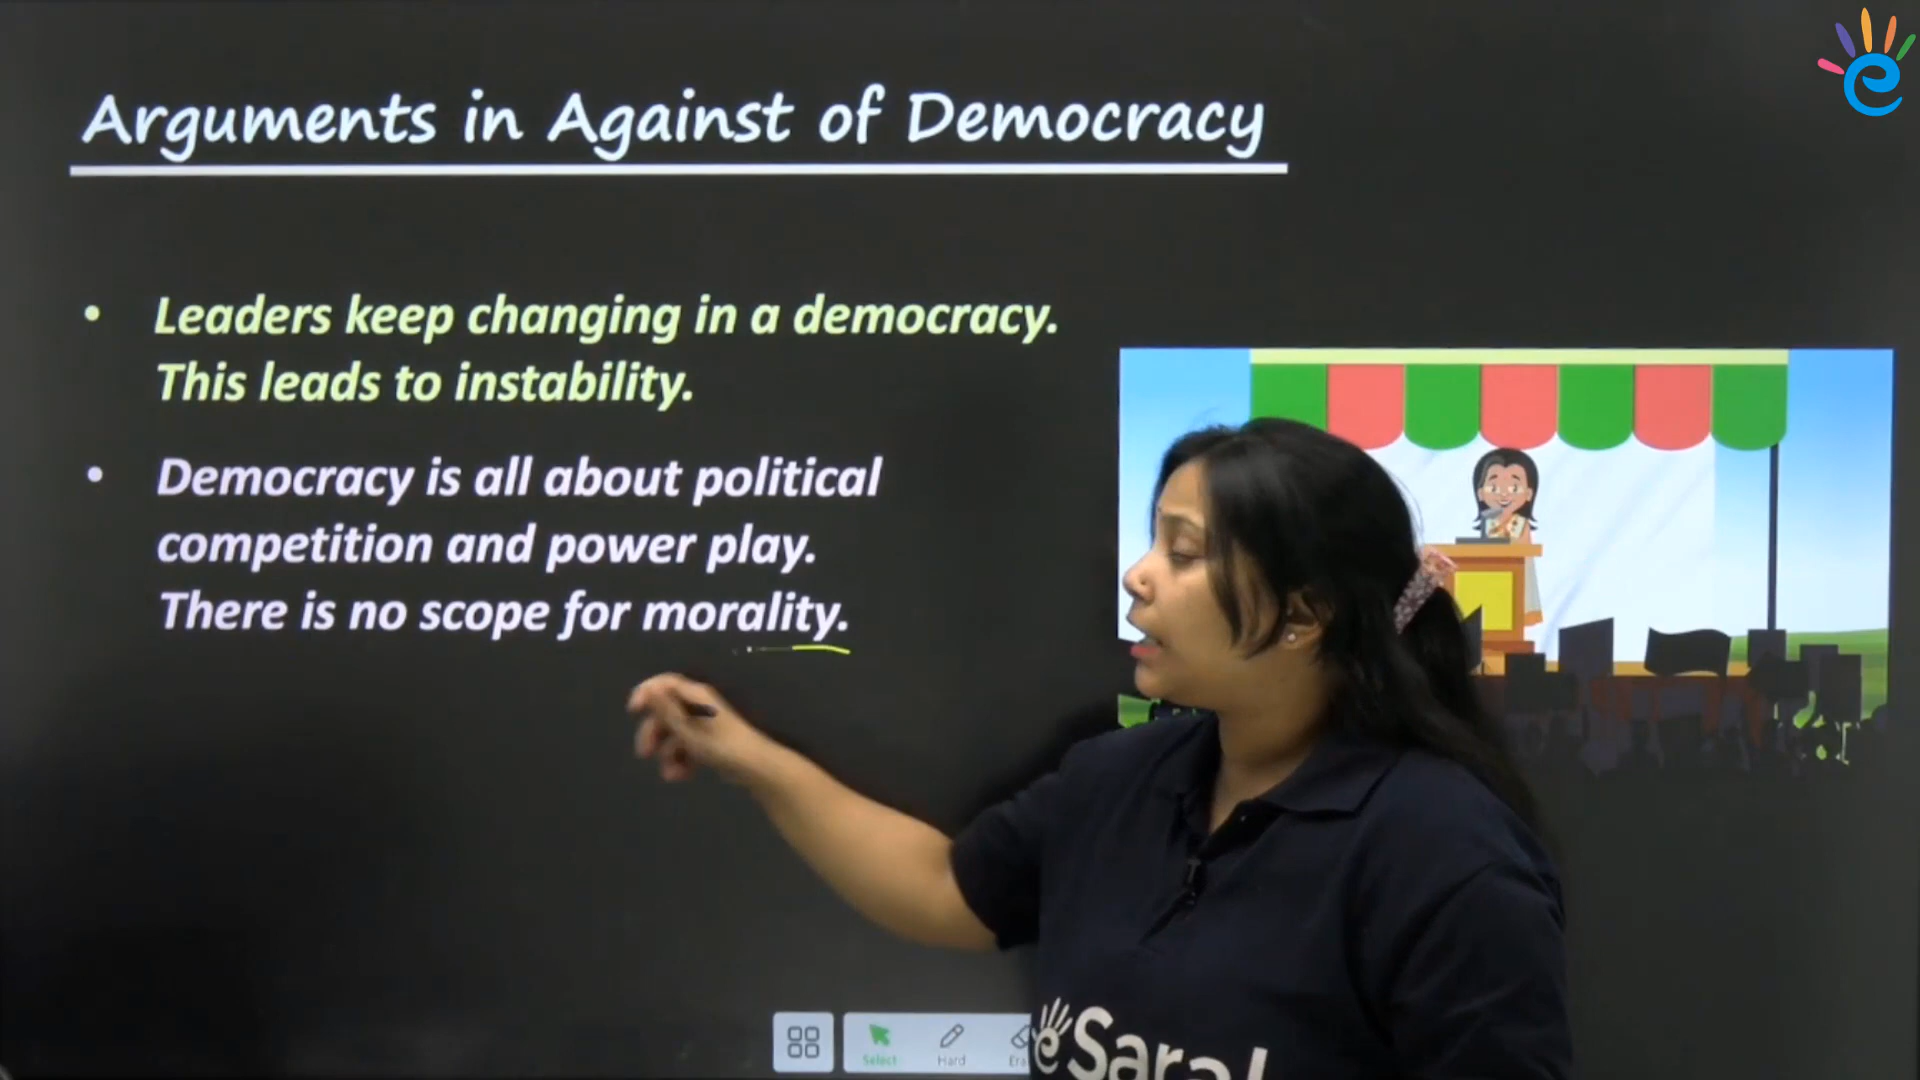 Arguments in Against of Democracy
• Leaders keep changing in a democracy.
This leads to instability.
• Democracy is all about political
competition and power play.
There is no scope for morality.
Select
Hard